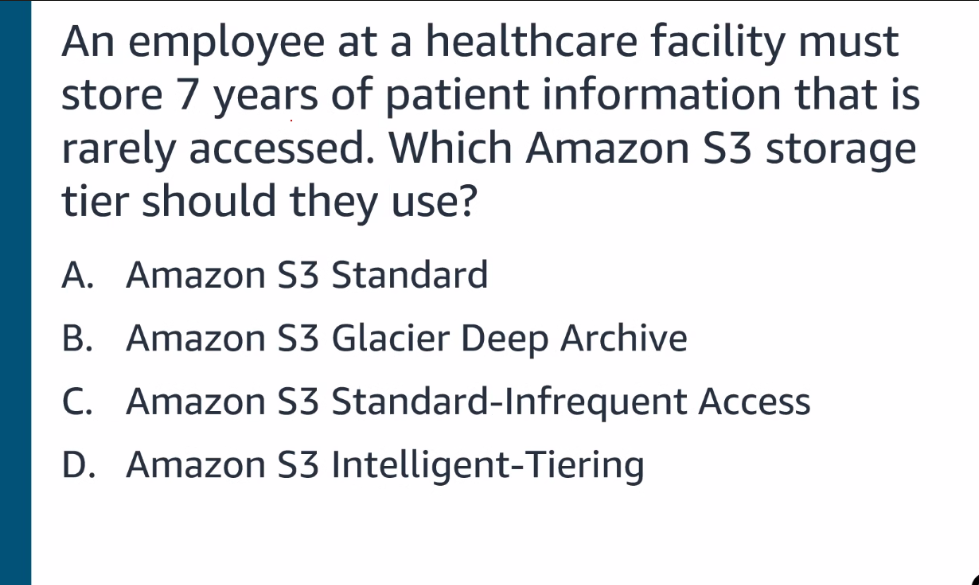 An employee at a healthcare facility must
store 7 years of patient information that is
rarely accessed. Which Amazon S3 storage
tier should they use?
A. Amazon S3 Standard
B. Amazon S3 Glacier Deep Archive
C. Amazon S3 Standard-Infrequent Access
D. Amazon S3 Intelligent-Tiering